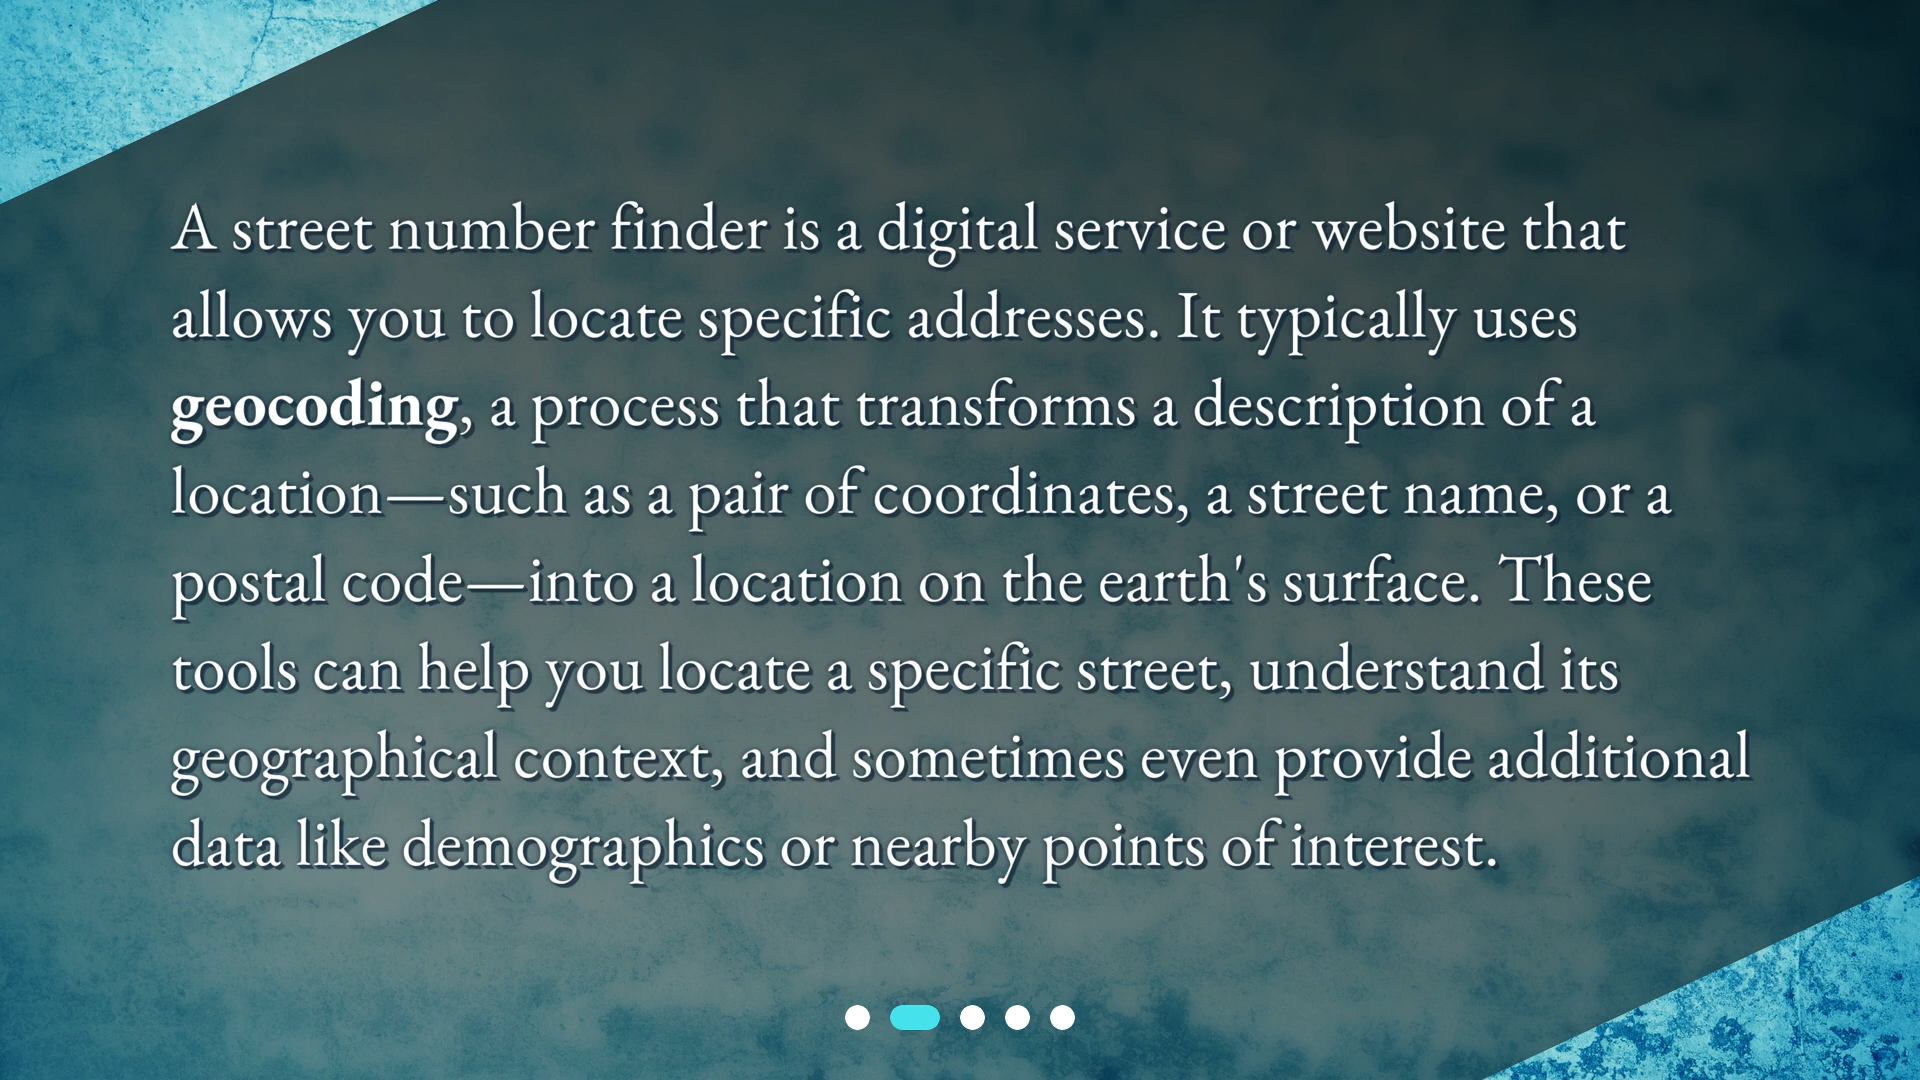 A street number finder is a digital service or website that
allows you to locate specific addresses. It typically uses
geocoding, a process that transforms a description of a
location—such as a pair of coordinates, a street name, or a
postal code—into a location on the earth's surface. These
tools can help you locate a specific street, understand its
geographical context, and sometimes even provide additional
data like demographics or nearby points of interest.